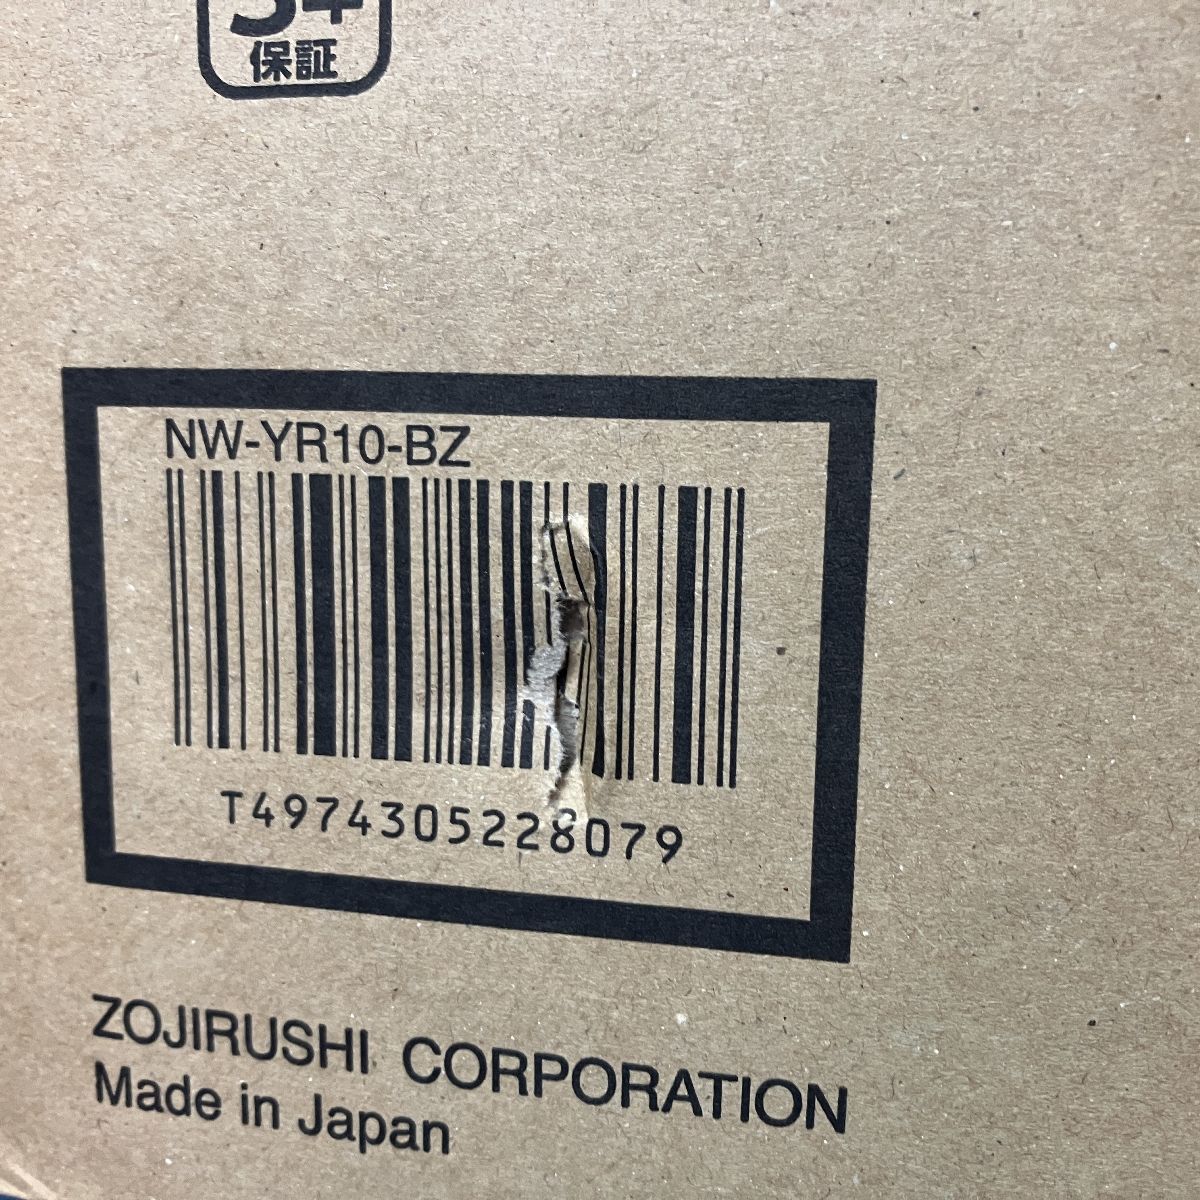 保証
NW-YR10-BZ
T4974305228079
ZOJIRUSHI CORPORATION
Made in Japan